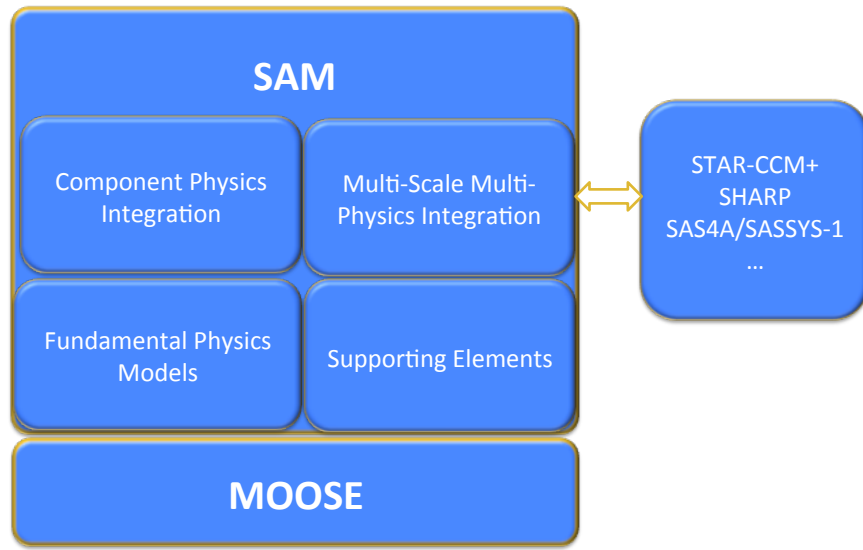 SAM
Component Physics
Integration
Multi-Scale Multi-
Physics Integration
Fundamental Physics
Models
Supporting Elements
MOOSE
STAR-CCM+
SHARP
SAS4A/SASSYS-1
...